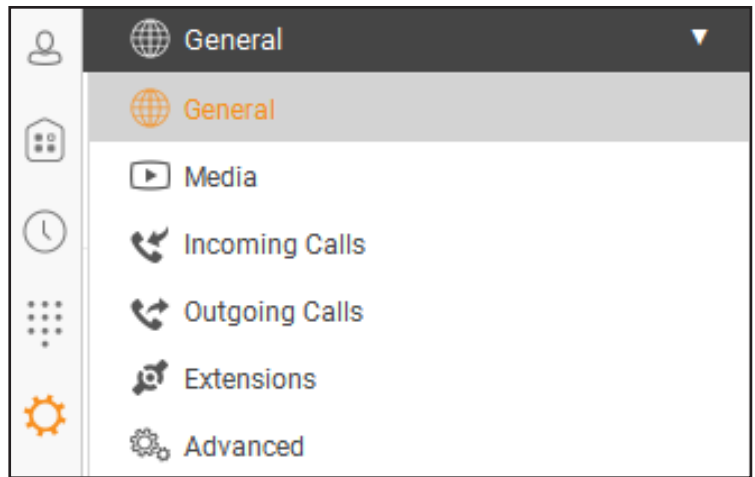 General
General
Media
Incoming Calls
Outgoing Calls
Extensions
Advanced